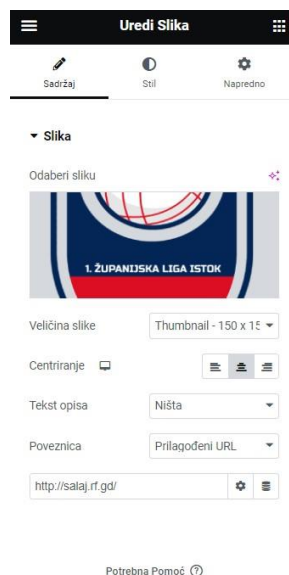 Uredi Slika
Sadržaj
Stil
Napredno
Slika
Odaberi sliku
1. ŽUPANIJSKA LIGA ISTOK
Veličina slike
Thumbnail - 150 x 15
Centriranje
Tekst opisa
Ništa
Poveznica
Prilagođeni URL
http://salaj.rf.gd/
Potrebna Pomoć